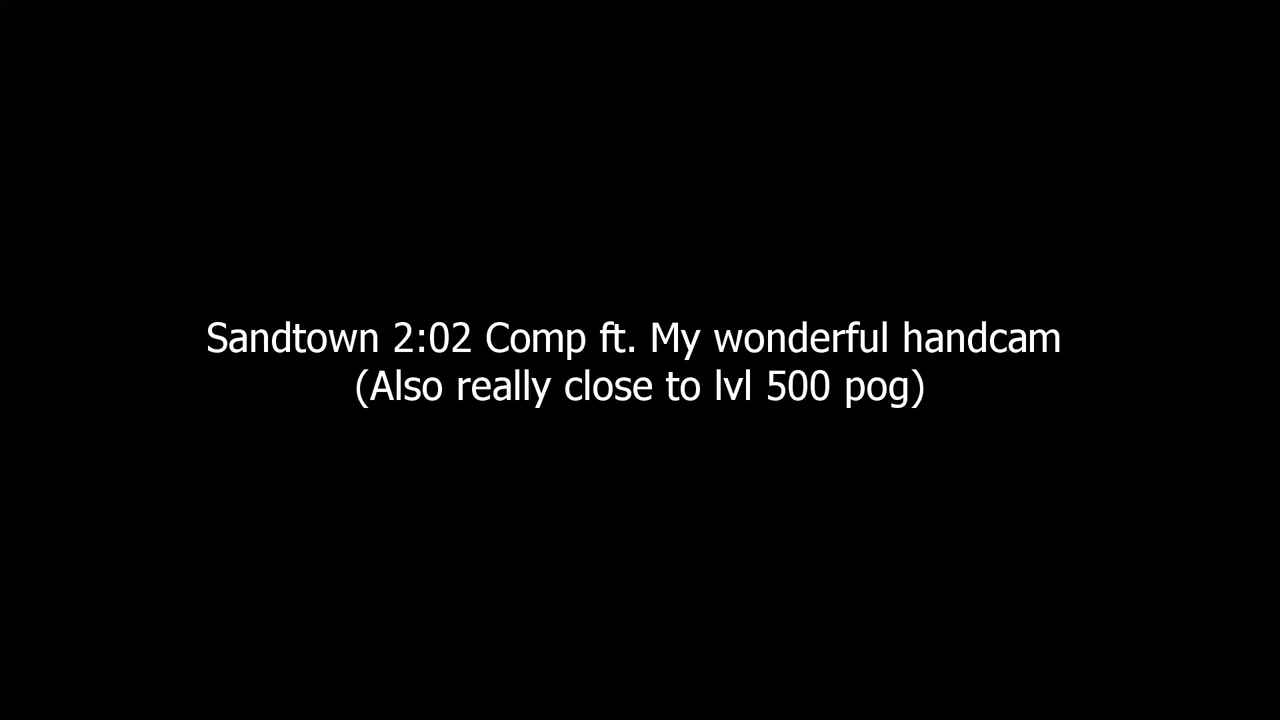 Sandtown 2:02 Comp ft. My wonderful handcam
(Also really close to lvl 500 pog)